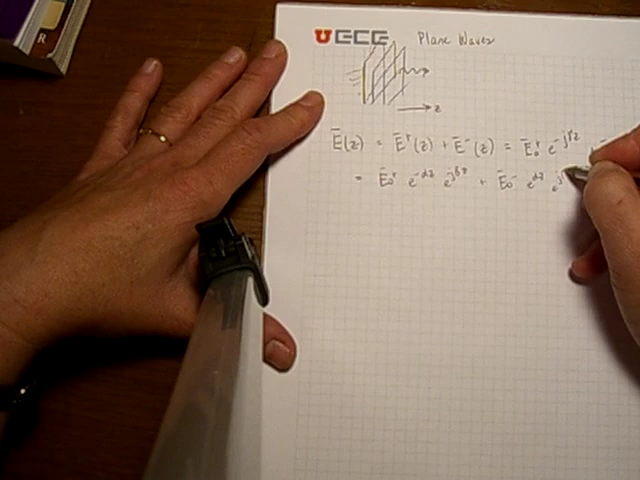 UECE Plane Waves
z
Ē(z) = Ē⁺(z) + Ē⁻(z) = Ē₀⁺ e^-jγz
= Ē₀⁺ e^-αz e^-jβz + Ē₀⁻ e^αz e^j
R